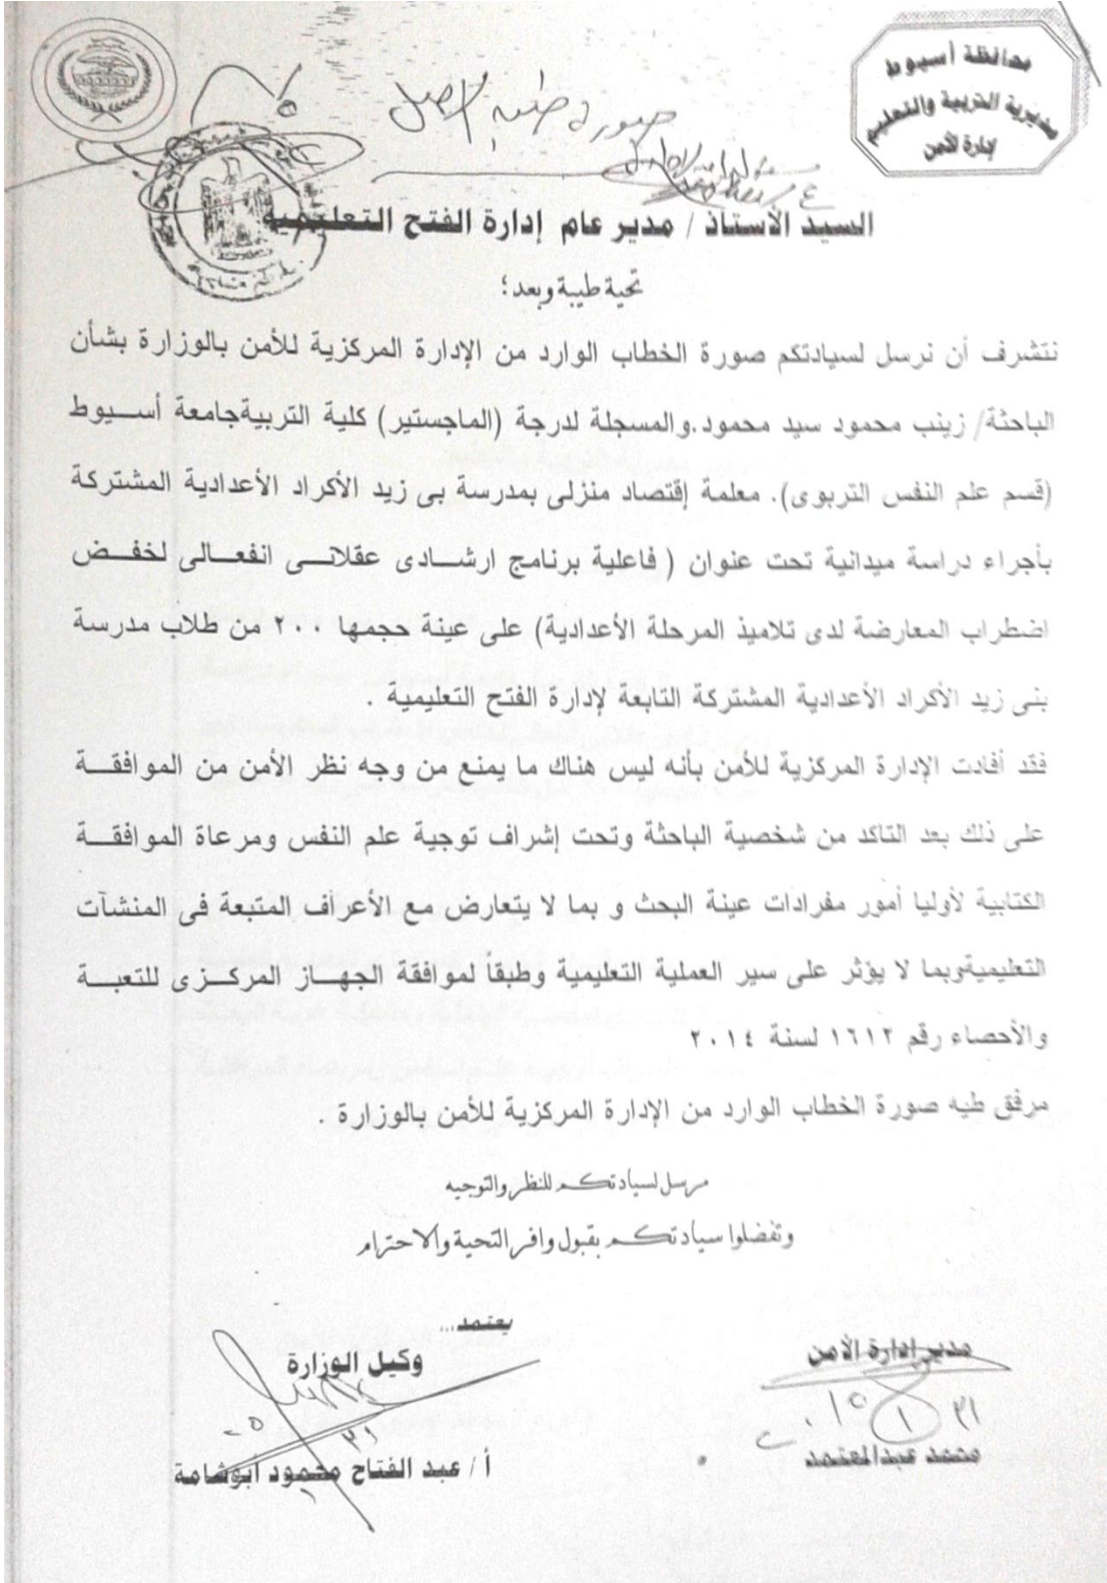 محافظة أسيوط
مديرية التربية والتعليم
إدارة الأمن
صورة طبق الأصل
السيد الأستاذ / مدير عام إدارة الفتح التعليمية
تحية طيبة وبعد؛
نتشرف أن نرسل لسيادتكم صورة الخطاب الوارد من الإدارة المركزية للأمن بالوزارة بشأن
الباحثة/ زينب محمود سيد محمود.والمسجلة لدرجة (الماجستير) كلية التربيةجامعة أسيوط
(قسم علم النفس التربوى). معلمة إقتصاد منزلى بمدرسة بى زيد الأكراد الأعدادية المشتركة
بأجراء دراسة ميدانية تحت عنوان ( فاعلية برنامج ارشادى عقلانى انفعالى لخفض
اضطراب المعارضة لدى تلاميذ المرحلة الأعدادية) على عينة حجمها ٢٠٠ من طلاب مدرسة
بنى زيد الأكراد الأعدادية المشتركة التابعة لإدارة الفتح التعليمية .
فقد أفادت الإدارة المركزية للأمن بأنه ليس هناك ما يمنع من وجه نظر الأمن من الموافقة
على ذلك بعد التاكد من شخصية الباحثة وتحت إشراف توجية علم النفس ومرعاة الموافقة
الكتابية لأوليا أمور مفرادات عينة البحث و بما لا يتعارض مع الأعراف المتبعة فى المنشآت
التعليميةوبما لا يؤثر على سير العملية التعليمية وطبقاً لموافقة الجهاز المركزى للتعبة
والأحصاء رقم ١٦١٢ لسنة ٢٠١٤
مرفق طيه صورة الخطاب الوارد من الإدارة المركزية للأمن بالوزارة .
مرسل لسيادتكم للنظر والتوجيه
وتفضلوا سيادتكم بقبول وافر التحية والاحترام
يعتمد...
مدير إدارة الأمن
وكيل الوزارة
محمد عبدالمعتمد
أ / عبد الفتاح محمود ابوشامة